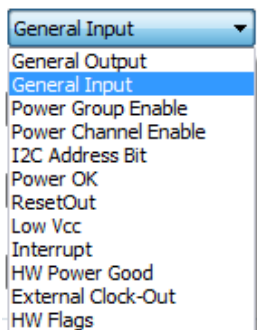 General Input
General Output
General Input
Power Group Enable
Power Channel Enable
I2C Address Bit
Power OK
ResetOut
Low Vcc
Interrupt
HW Power Good
External Clock-Out
HW Flags